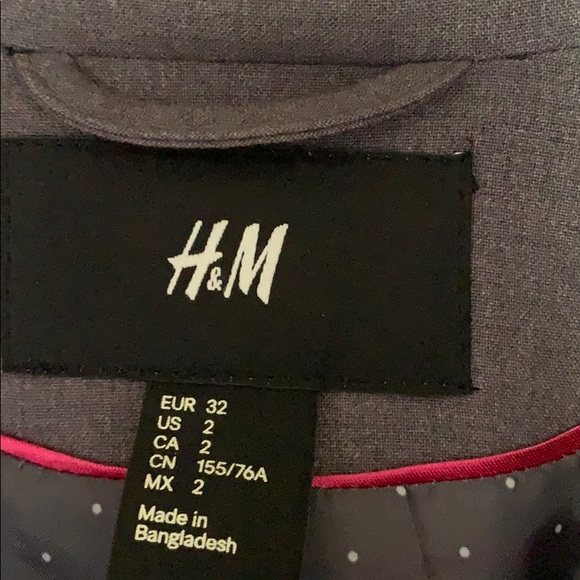 H&M
EUR 32
US 2
CA 2
CN 155/76A
MX 2
Made in
Bangladesh